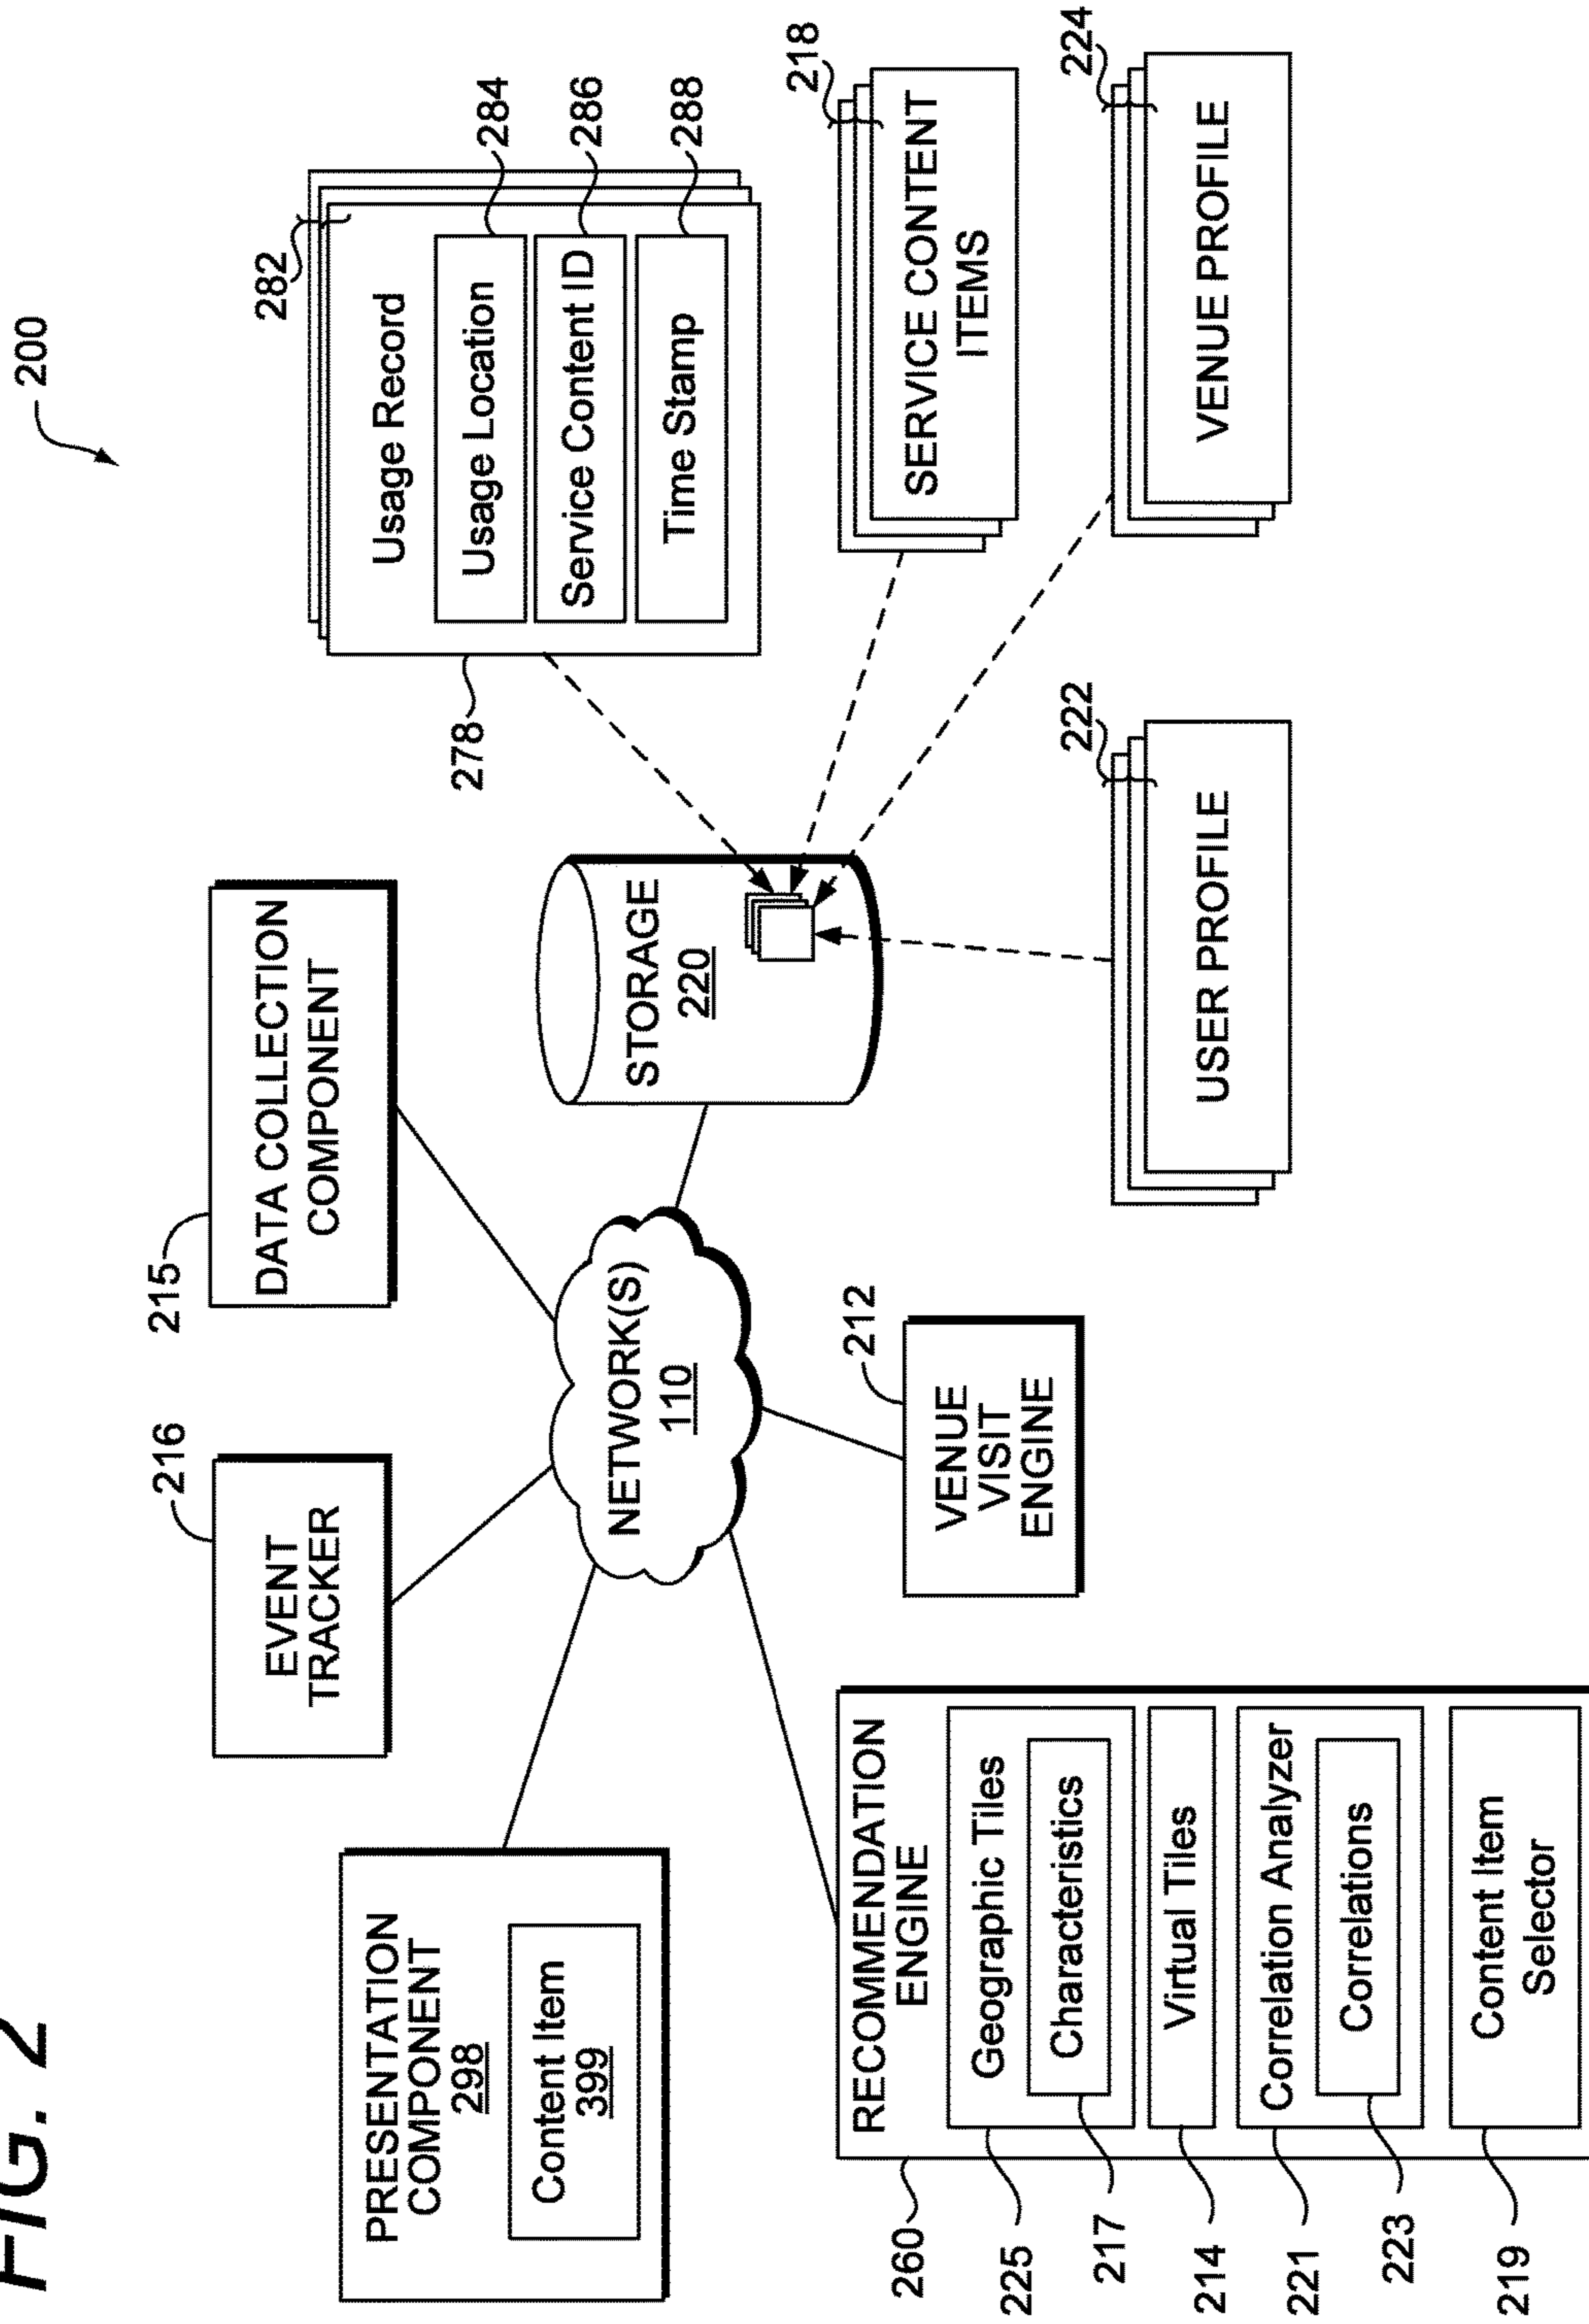 FIG. 2
200
PRESENTATION
COMPONENT
298
Content Item
399
216
EVENT
TRACKER
215
DATA COLLECTION
COMPONENT
282
Usage Record
Usage Location
Service Content ID
Time Stamp
278
284
286
288
NETWORK(S)
110
STORAGE
220
260
RECOMMENDATION
ENGINE
225
Geographic Tiles
217
Characteristics
214
Virtual Tiles
221
Correlation Analyzer
223
Correlations
219
Content Item
Selector
212
VENUE
VISIT
ENGINE
218
SERVICE CONTENT
ITEMS
222
USER PROFILE
224
VENUE PROFILE